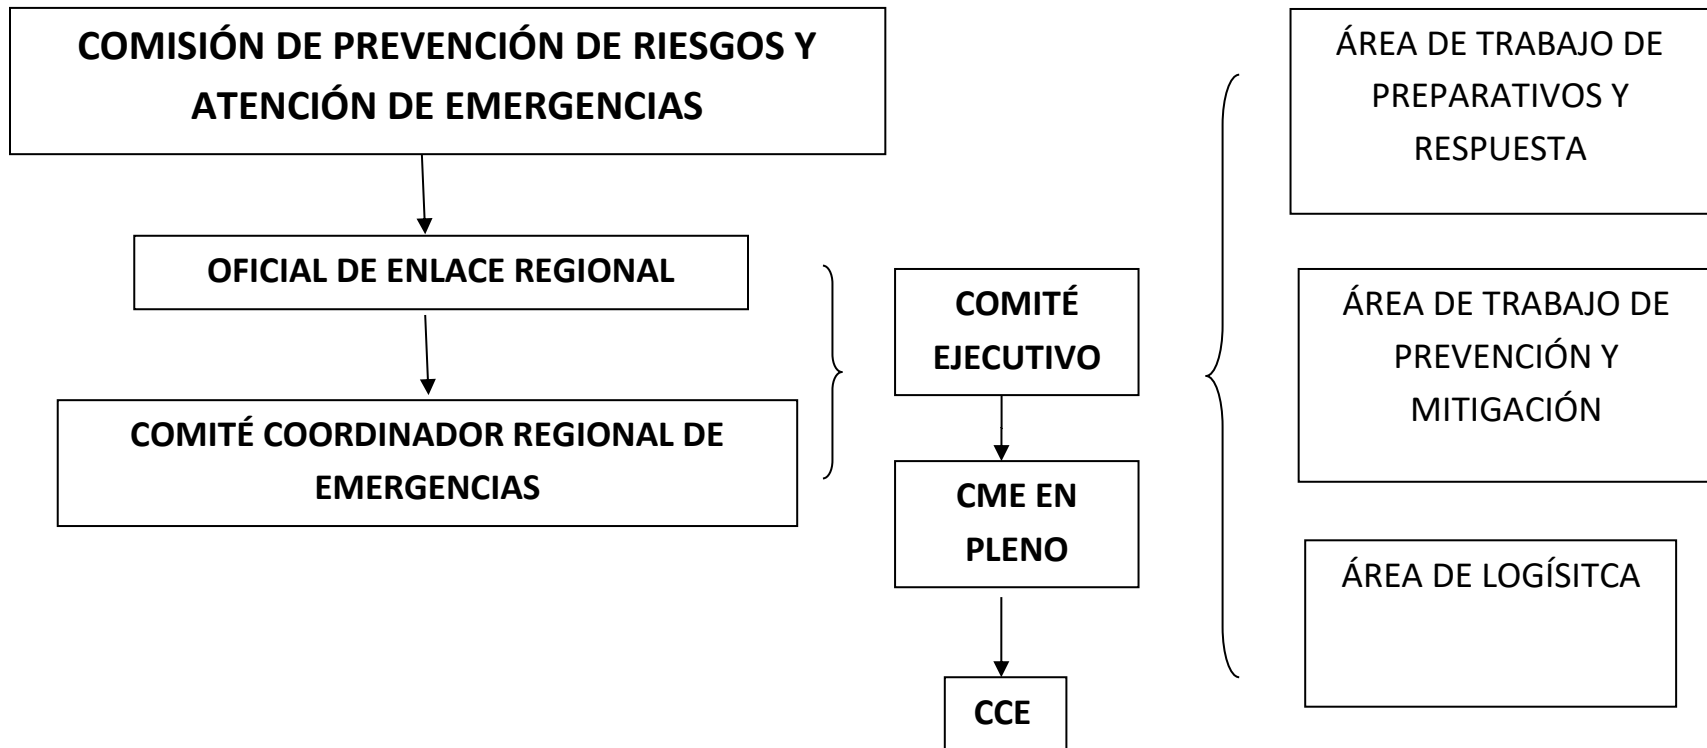 COMISIÓN DE PREVENCIÓN DE RIESGOS Y
ATENCIÓN DE EMERGENCIAS
OFICIAL DE ENLACE REGIONAL
COMITÉ COORDINADOR REGIONAL DE
EMERGENCIAS
COMITÉ
EJECUTIVO
CME EN
PLENO
CCE
ÁREA DE TRABAJO DE
PREPARATIVOS Y
RESPUESTA
ÁREA DE TRABAJO DE
PREVENCIÓN Y
MITIGACIÓN
ÁREA DE LOGÍSITCA